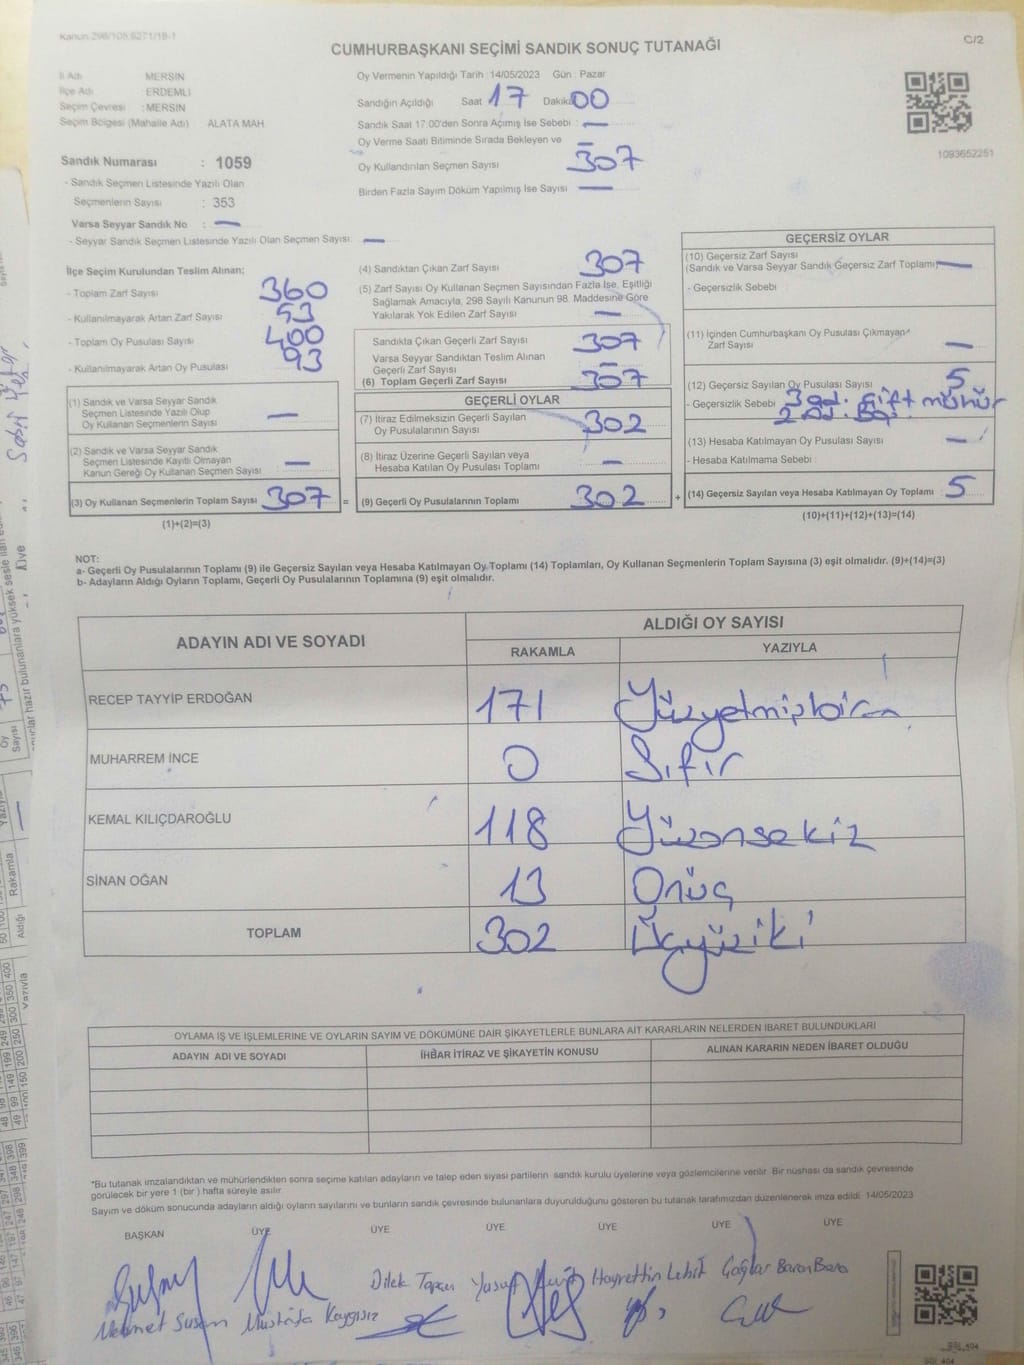 Kanun 298/105 6271/18-1
C/2
CUMHURBAŞKANI SEÇİMİ SANDIK SONUÇ TUTANAĞI
İl Adı MERSİN
İlçe Adı ERDEMLİ
Seçim Çevresi : MERSİN
Seçim Bölgesi (Mahalle Adı) ALATA MAH
Sandık Numarası : 1059
- Sandık Seçmen Listesinde Yazılı Olan
Seçmenlerin Sayısı : 353
Varsa Seyyar Sandık No : —
- Seyyar Sandık Seçmen Listesinde Yazılı Olan Seçmen Sayısı: —
Oy Vermenin Yapıldığı Tarih : 14/05/2023 Gün : Pazar
Sandığın Açıldığı Saat 17 Dakika 00
Sandık Saat 17:00'den Sonra Açımış İse Sebebi : —
Oy Verme Saati Bitiminde Sırada Bekleyen ve —
Oy Kullandırılan Seçmen Sayısı 307
Birden Fazla Sayım Döküm Yapılmış İse Sayısı —
1093652251
İlçe Seçim Kurulundan Teslim Alınan:
- Toplam Zarf Sayısı 360
- Kullanılmayarak Artan Zarf Sayısı 53
- Toplam Oy Pusulası Sayısı 400
- Kullanılmayarak Artan Oy Pusulası 93
(1) Sandık ve Varsa Seyyar Sandık
Seçmen Listesinde Yazılı Olup
Oy Kullanan Seçmenlerin Sayısı —
(2) Sandık ve Varsa Seyyar Sandık
Seçmen Listesinde Kayıtlı Olmayan
Kanun Gereği Oy Kullanan Seçmen Sayısı —
(3) Oy Kullanan Seçmenlerin Toplam Sayısı 307 =
(1)+(2)=(3)
(4) Sandıktan Çıkan Zarf Sayısı 307
(5) Zarf Sayısı Oy Kullanan Seçmen Sayısından Fazla İse, Eşitliği
Sağlamak Amacıyla, 298 Sayılı Kanunun 98. Maddesine Göre
Yakılarak Yok Edilen Zarf Sayısı —
Sandıkta Çıkan Geçerli Zarf Sayısı 307
Varsa Seyyar Sandıktan Teslim Alınan
Geçerli Zarf Sayısı —
(6) Toplam Geçerli Zarf Sayısı 307
GEÇERLİ OYLAR
(7) İtiraz Edilmeksizin Geçerli Sayılan
Oy Pusulalarının Sayısı 302
(8) İtiraz Üzerine Geçerli Sayılan veya
Hesaba Katılan Oy Pusulası Toplamı —
(9) Geçerli Oy Pusulalarının Toplamı 302 +
GEÇERSİZ OYLAR
(10) Geçersiz Zarf Sayısı
(Sandık ve Varsa Seyyar Sandık Geçersiz Zarf Toplamı) —
- Geçersizlik Sebebi :
(11) İçinden Cumhurbaşkanı Oy Pusulası Çıkmayan
Zarf Sayısı —
(12) Geçersiz Sayılan Oy Pusulası Sayısı 5
- Geçersizlik Sebebi : 3 ad. Çift mühür
2 ad. Boş
(13) Hesaba Katılmayan Oy Pusulası Sayısı —
- Hesaba Katılmama Sebebi :
(14) Geçersiz Sayılan veya Hesaba Katılmayan Oy Toplamı : 5
(10)+(11)+(12)+(13)=(14)
NOT:
a- Geçerli Oy Pusulalarının Toplamı (9) ile Geçersiz Sayılan veya Hesaba Katılmayan Oy Toplamı (14) Toplamları, Oy Kullanan Seçmenlerin Toplam Sayısına (3) eşit olmalıdır. (9)+(14)=(3)
b- Adayların Aldığı Oyların Toplamı, Geçerli Oy Pusulalarının Toplamına (9) eşit olmalıdır.
ADAYIN ADI VE SOYADI ALDIĞI OY SAYISI
RAKAMLA YAZIYLA
RECEP TAYYİP ERDOĞAN 171 Yüzyetmişbir
MUHARREM İNCE 0 Sıfır
KEMAL KILIÇDAROĞLU 118 Yüzonsekiz
SİNAN OĞAN 13 Onüç
TOPLAM 302 Üçyüziki
OYLAMA İŞ VE İŞLEMLERİNE VE OYLARIN SAYIM VE DÖKÜMÜNE DAİR ŞİKAYETLERLE BUNLARA AİT KARARLARIN NELERDEN İBARET BULUNDUKLARI
ADAYIN ADI VE SOYADI İHBAR İTİRAZ VE ŞİKAYETİN KONUSU ALINAN KARARIN NEDEN İBARET OLDUĞU
*Bu tutanak imzalandıktan ve mühürlendikten sonra seçime katılan adayların ve talep eden siyasi partilerin sandık kurulu üyelerine veya gözlemcilerine verilir. Bir nüshası da sandık çevresinde
görülecek bir yere 1 (bir) hafta süreyle asılır
Sayım ve döküm sonucunda adayların aldığı oyların sayılarını ve bunların sandık çevresinde bulunanlara duyurulduğunu gösteren bu tutanak tarafımızdan düzenlenerek imza edildi. 14/05/2023
BAŞKAN ÜYE ÜYE ÜYE ÜYE ÜYE ÜYE
Dilek Topçu Yusuf Hayrettin Çağlar Baran
Mehmet Mustafa Kaygısız